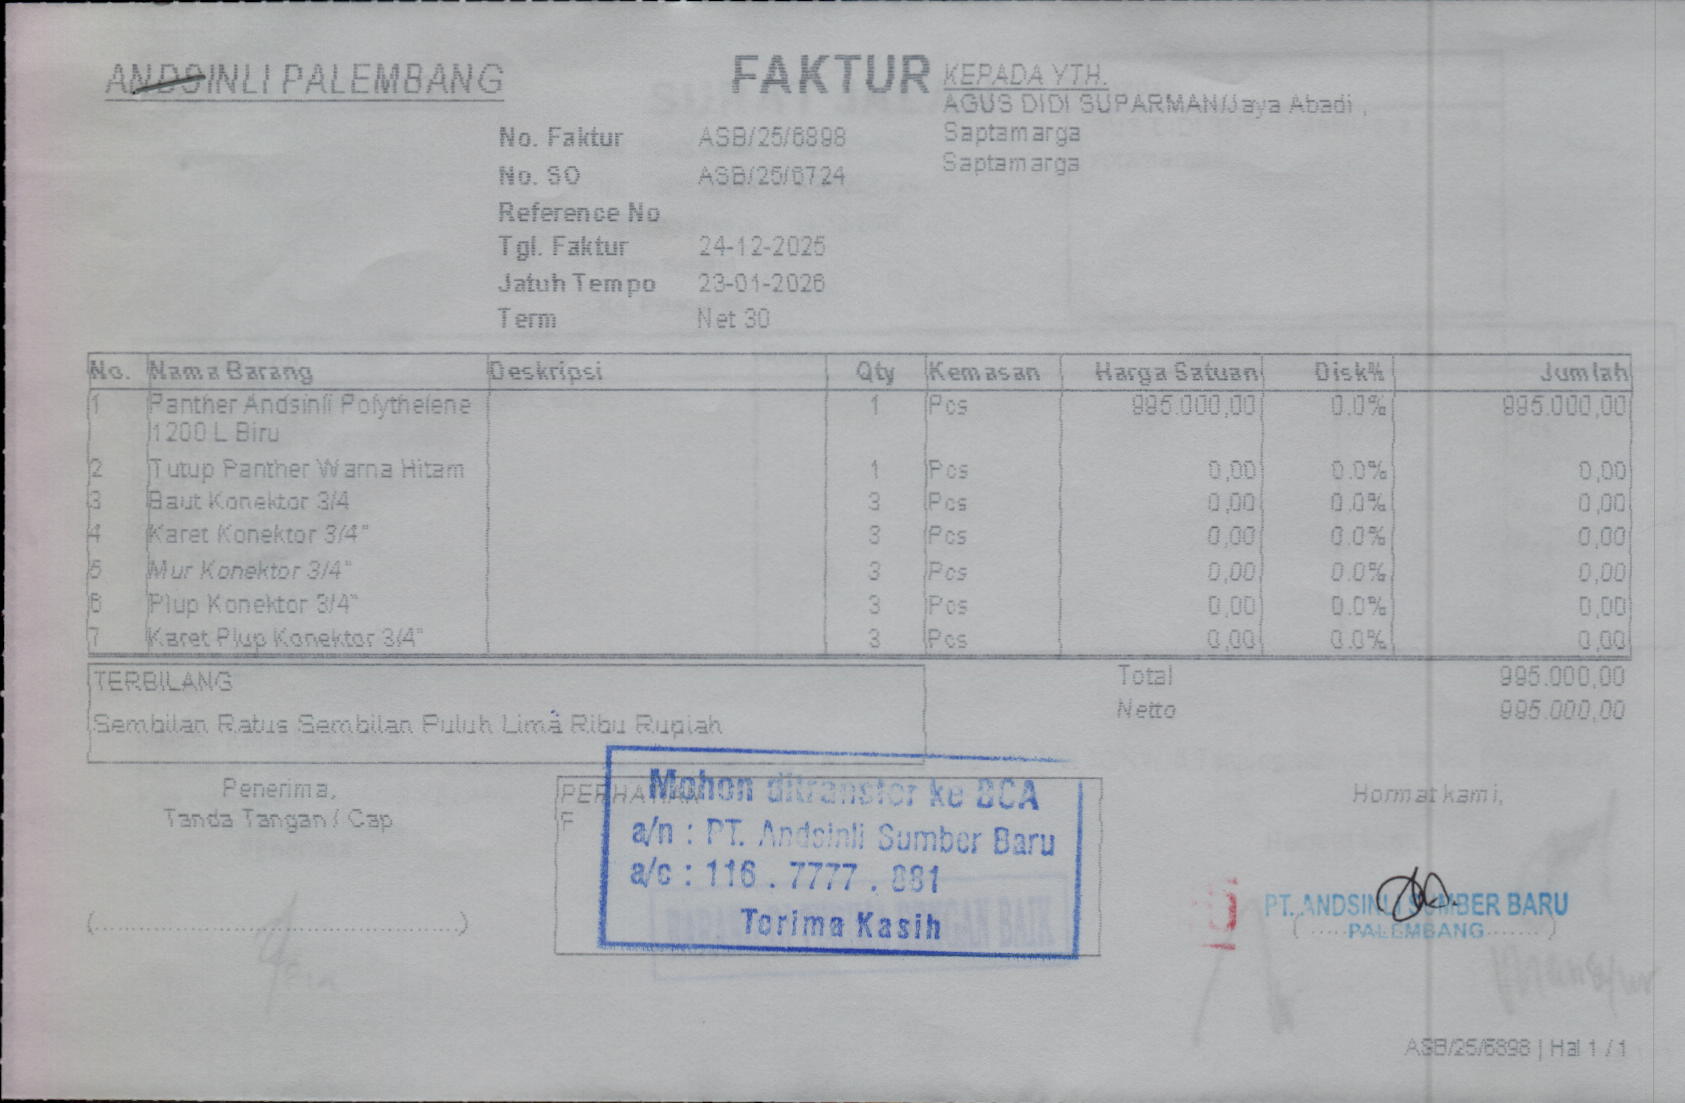 ANDSINLI PALEMBANG
FAKTUR
KEPADA YTH.
AGUS DIDI SUPARMAN/Jaya Abadi ,
Saptamarga
Saptamarga
No. Faktur ASB/25/6898
No. SO ASB/25/6724
Reference No
Tgl. Faktur 24-12-2025
Jatuh Tempo 23-01-2026
Term Net 30
No. Nama Barang Deskripsi Qty Kemasan Harga Satuan Disk% Jumlah
1 Panther Andsinli Polythelene 1 Pcs 995.000,00 0.0% 995.000,00
1200 L Biru
2 Tutup Panther Warna Hitam 1 Pcs 0,00 0.0% 0,00
3 Baut Konektor 3/4 3 Pcs 0,00 0.0% 0,00
4 Karet Konektor 3/4" 3 Pcs 0,00 0.0% 0,00
5 Mur Konektor 3/4" 3 Pcs 0,00 0.0% 0,00
6 Plup Konektor 3/4" 3 Pcs 0,00 0.0% 0,00
7 Karet Plup Konektor 3/4" 3 Pcs 0,00 0.0% 0,00
TERBILANG
Sembilan Ratus Sembilan Puluh Lima Ribu Rupiah
Total 995.000,00
Netto 995.000,00
Penerima,
Tanda Tangan / Cap
(........................................)
PERHATIAN
F
Mohon ditransfer ke BCA
a/n : PT. Andsinli Sumber Baru
a/c : 116 . 7777 . 881
Terima Kasih
Hormat kami,
PT. ANDSINLI SUMBER BARU
PALEMBANG
ASB/25/6898 | Hal 1 / 1